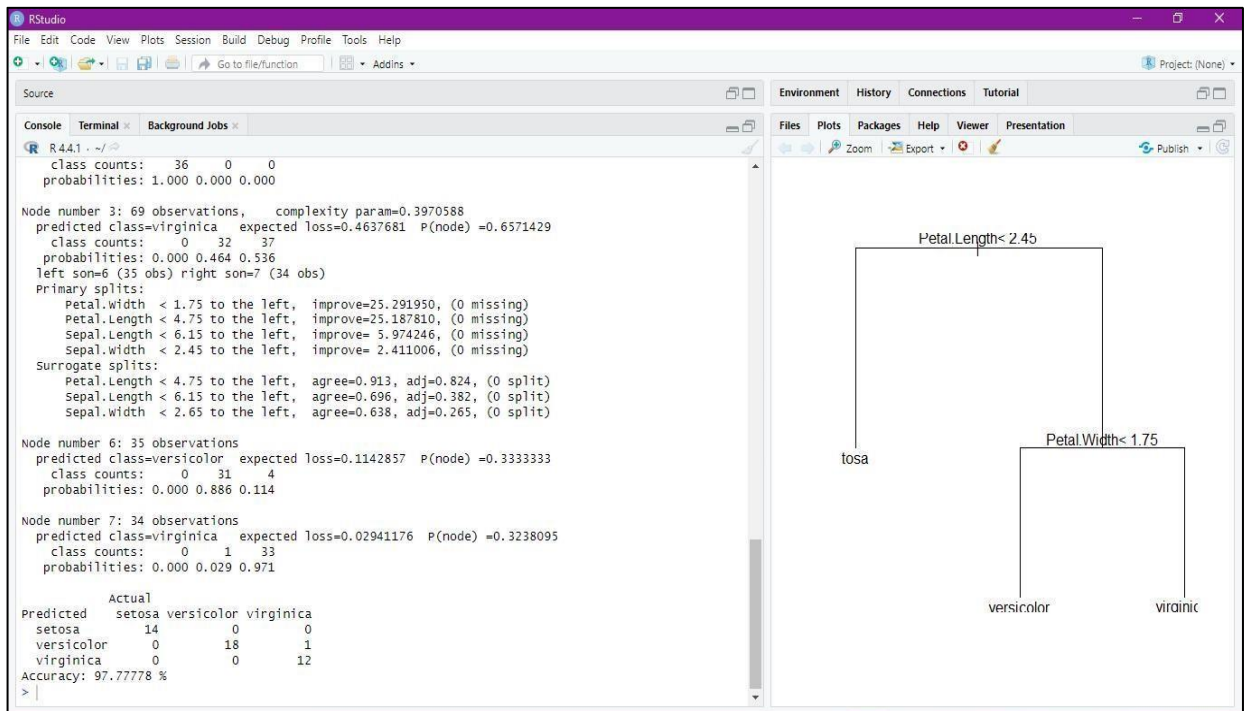 RStudio
File Edit Code View Plots Session Build Debug Profile Tools Help
Go to file/function Addins Project: (None)
Source
Console Terminal Background Jobs
R 4.4.1 · ~/
class counts: 36 0 0
probabilities: 1.000 0.000 0.000
Node number 3: 69 observations, complexity param=0.3970588
predicted class=virginica expected loss=0.4637681 P(node) =0.6571429
class counts: 0 32 37
probabilities: 0.000 0.464 0.536
left son=6 (35 obs) right son=7 (34 obs)
Primary splits:
Petal.Width < 1.75 to the left, improve=25.291950, (0 missing)
Petal.Length < 4.75 to the left, improve=25.187810, (0 missing)
Sepal.Length < 6.15 to the left, improve= 5.974246, (0 missing)
Sepal.Width < 2.45 to the left, improve= 2.411006, (0 missing)
Surrogate splits:
Petal.Length < 4.75 to the left, agree=0.913, adj=0.824, (0 split)
Sepal.Length < 6.15 to the left, agree=0.696, adj=0.382, (0 split)
Sepal.Width < 2.65 to the left, agree=0.638, adj=0.265, (0 split)
Node number 6: 35 observations
predicted class=versicolor expected loss=0.1142857 P(node) =0.3333333
class counts: 0 31 4
probabilities: 0.000 0.886 0.114
Node number 7: 34 observations
predicted class=virginica expected loss=0.02941176 P(node) =0.3238095
class counts: 0 1 33
probabilities: 0.000 0.029 0.971
Actual
Predicted setosa versicolor virginica
setosa 14 0 0
versicolor 0 18 1
virginica 0 0 12
Accuracy: 97.77778 %
>
Environment History Connections Tutorial
Files Plots Packages Help Viewer Presentation
Zoom Export Publish
Petal.Length< 2.45
Petal.Width< 1.75
tosa
versicolor virginic